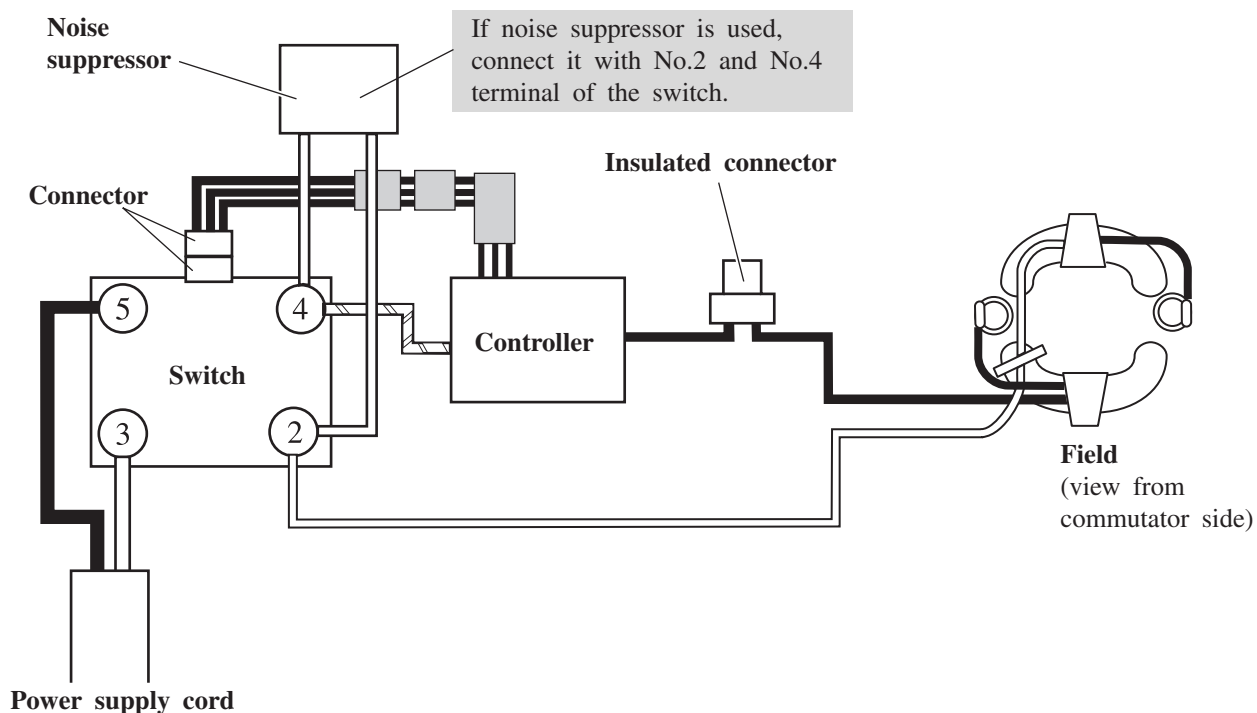 Noise
suppressor
If noise suppressor is used,
connect it with No.2 and No.4
terminal of the switch.
Insulated connector
Connector
5
4
Controller
Switch
3
2
Field
(view from
commutator side)
Power supply cord